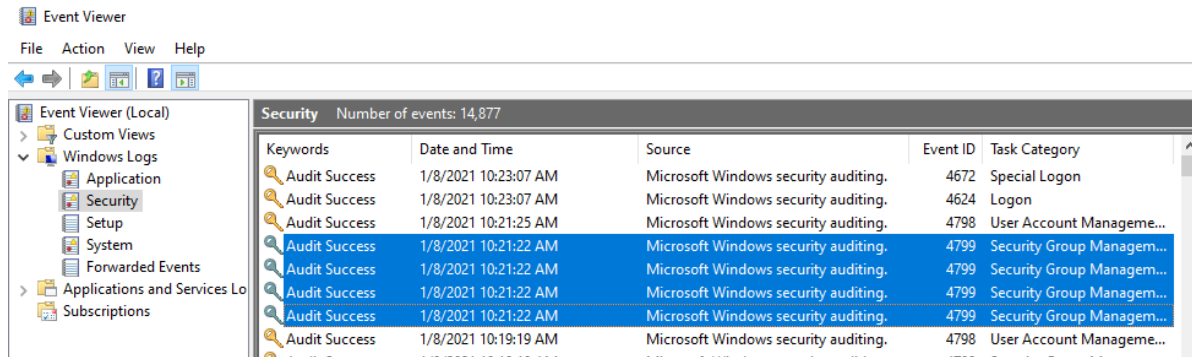 Event Viewer
File Action View Help
Event Viewer (Local)
Custom Views
Windows Logs
Application
Security
Setup
System
Forwarded Events
Applications and Services Lo
Subscriptions
Security Number of events: 14,877
Keywords Date and Time Source Event ID Task Category
Audit Success 1/8/2021 10:23:07 AM Microsoft Windows security auditing. 4672 Special Logon
Audit Success 1/8/2021 10:23:07 AM Microsoft Windows security auditing. 4624 Logon
Audit Success 1/8/2021 10:21:25 AM Microsoft Windows security auditing. 4798 User Account Manageme...
Audit Success 1/8/2021 10:21:22 AM Microsoft Windows security auditing. 4799 Security Group Managem...
Audit Success 1/8/2021 10:21:22 AM Microsoft Windows security auditing. 4799 Security Group Managem...
Audit Success 1/8/2021 10:21:22 AM Microsoft Windows security auditing. 4799 Security Group Managem...
Audit Success 1/8/2021 10:21:22 AM Microsoft Windows security auditing. 4799 Security Group Managem...
Audit Success 1/8/2021 10:19:19 AM Microsoft Windows security auditing. 4798 User Account Manageme...